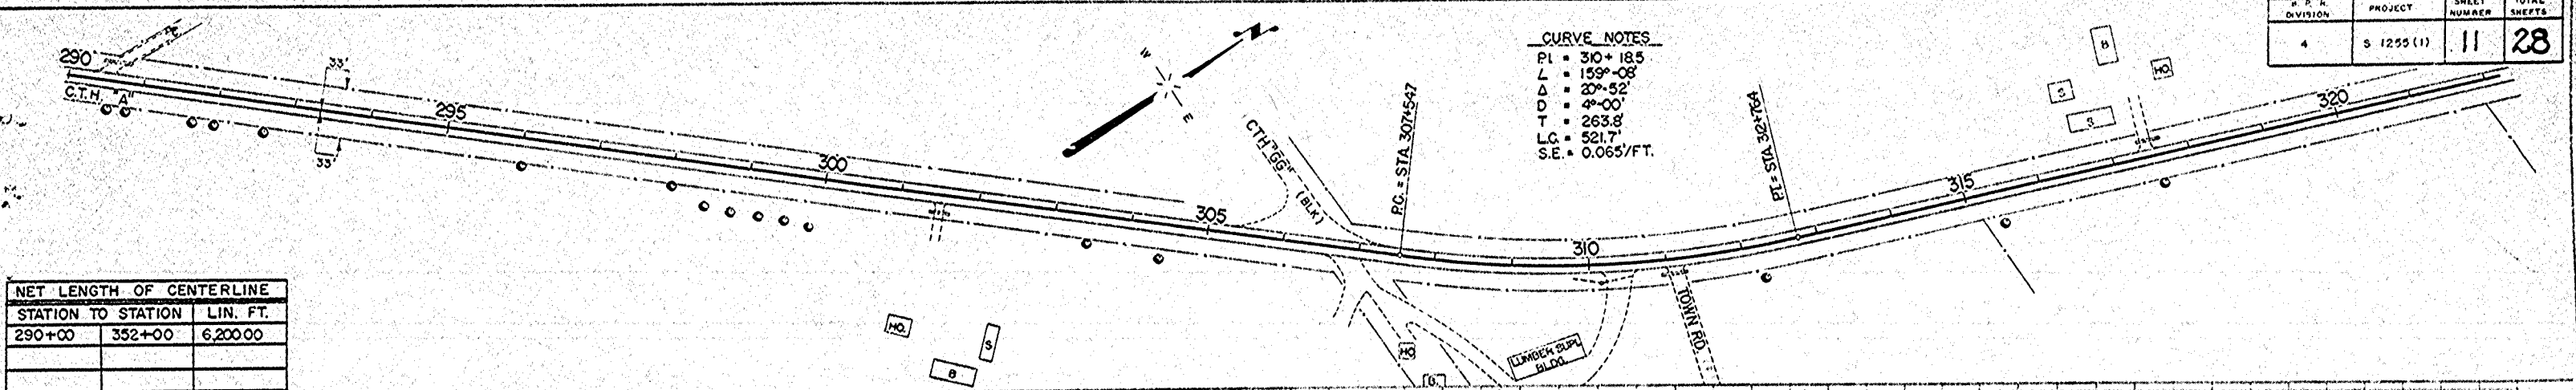 B. P. R. DIVISION PROJECT SHEET NUMBER TOTAL SHEETS
4 S 1255 (1) 11 28
CURVE NOTES
P.I. = 310+18.5
∠ = 159°-08'
Δ = 20°-52'
D = 4°-00'
T = 263.8'
L.C. = 521.7'
S.E. = 0.065'/FT.
290
C.T.H. "A"
33'
33'
295
300
305
310
315
320
N
W
E
CTH "GG"
(BLK)
P.C. = STA. 307+54.7
P.T. = STA. 312+76.4
B
HO.
S
S
TOWN RD.
LUMBER SUPL.
BLDG.
HO.
G.
HO.
S
B
NET LENGTH OF CENTERLINE
STATION TO STATION LIN. FT.
290+00 352+00 6,200.00